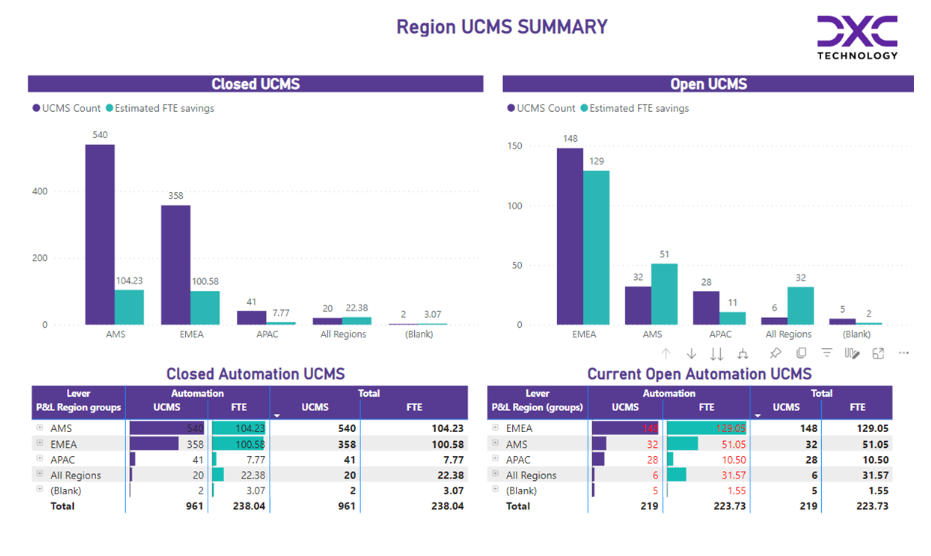 Region UCMS SUMMARY
DXC
TECHNOLOGY
Closed UCMS
UCMS Count Estimated FTE savings
540
400
358
200
104.23
100.58
41
7.77
20
22.38
2
3.07
0
AMS
EMEA
APAC
All Regions
(Blank)
Open UCMS
UCMS Count Estimated FTE savings
150
148
129
100
50
32
51
28
11
6
32
5
2
0
EMEA
AMS
APAC
All Regions
(Blank)
Closed Automation UCMS
Lever Automation Total
P&L Region groups UCMS FTE UCMS FTE
AMS 540 104.23 540 104.23
EMEA 358 100.58 358 100.58
APAC 41 7.77 41 7.77
All Regions 20 22.38 20 22.38
(Blank) 2 3.07 2 3.07
Total 961 238.04 961 238.04
Current Open Automation UCMS
Lever Automation Total
P&L Region (groups) UCMS FTE UCMS FTE
EMEA 148 129.05 148 129.05
AMS 32 51.05 32 51.05
APAC 28 10.50 28 10.50
All Regions 6 31.57 6 31.57
(Blank) 5 1.55 5 1.55
Total 219 223.73 219 223.73